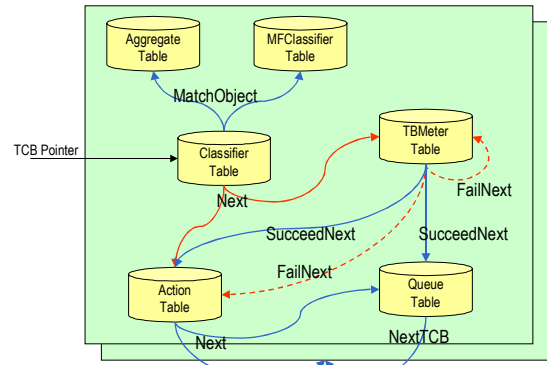 Aggregate
Table
MFClassifier
Table
MatchObject
TCB Pointer
Classifier
Table
TBMeter
Table
Next
FailNext
SucceedNext
SucceedNext
FailNext
Action
Table
Queue
Table
Next
NextTCB